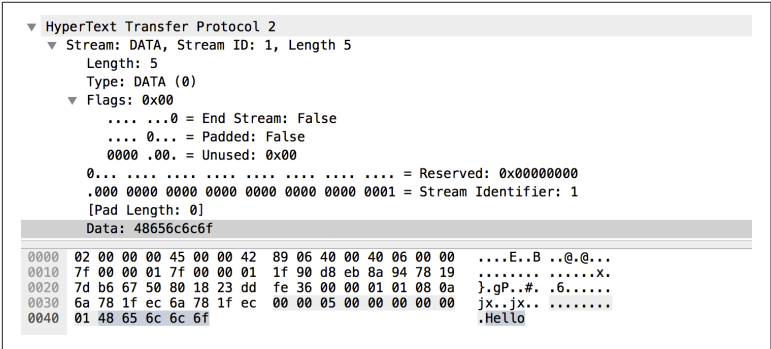 HyperText Transfer Protocol 2
Stream: DATA, Stream ID: 1, Length 5
Length: 5
Type: DATA (0)
Flags: 0x00
.... ...0 = End Stream: False
.... 0... = Padded: False
0000 .00. = Unused: 0x00
0... .... .... .... .... .... .... .... = Reserved: 0x00000000
.000 0000 0000 0000 0000 0000 0000 0001 = Stream Identifier: 1
[Pad Length: 0]
Data: 48656c6c6f
0000 02 00 00 00 45 00 00 42 89 06 40 00 40 06 00 00 ....E..B ..@.@...
0010 7f 00 00 01 7f 00 00 01 1f 90 d8 eb 8a 94 78 19 ........ ......x.
0020 7d b6 67 50 80 18 23 dd fe 36 00 00 01 01 08 0a }.gP..#. .6......
0030 6a 78 1f ec 6a 78 1f ec 00 00 05 00 00 00 00 00 jx..jx.. ........
0040 01 48 65 6c 6c 6f .Hello